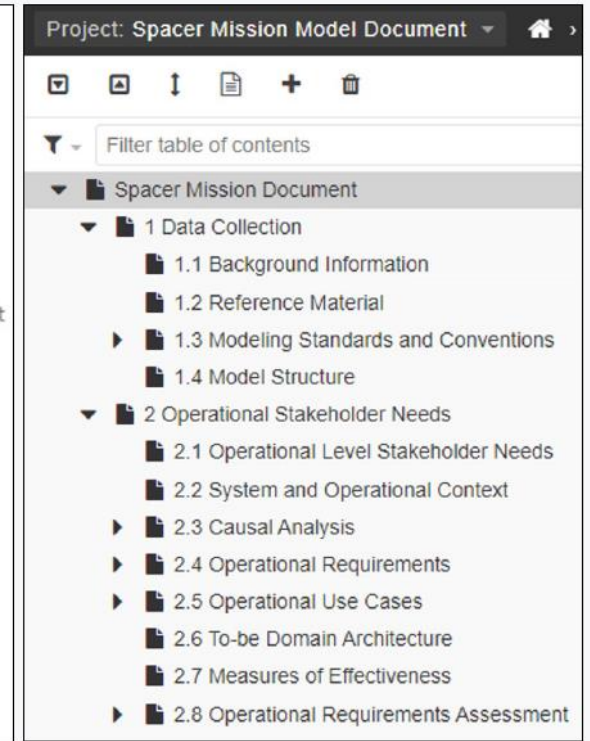 Project: Spacer Mission Model Document
Filter table of contents
Spacer Mission Document
1 Data Collection
1.1 Background Information
1.2 Reference Material
1.3 Modeling Standards and Conventions
1.4 Model Structure
2 Operational Stakeholder Needs
2.1 Operational Level Stakeholder Needs
2.2 System and Operational Context
2.3 Causal Analysis
2.4 Operational Requirements
2.5 Operational Use Cases
2.6 To-be Domain Architecture
2.7 Measures of Effectiveness
2.8 Operational Requirements Assessment